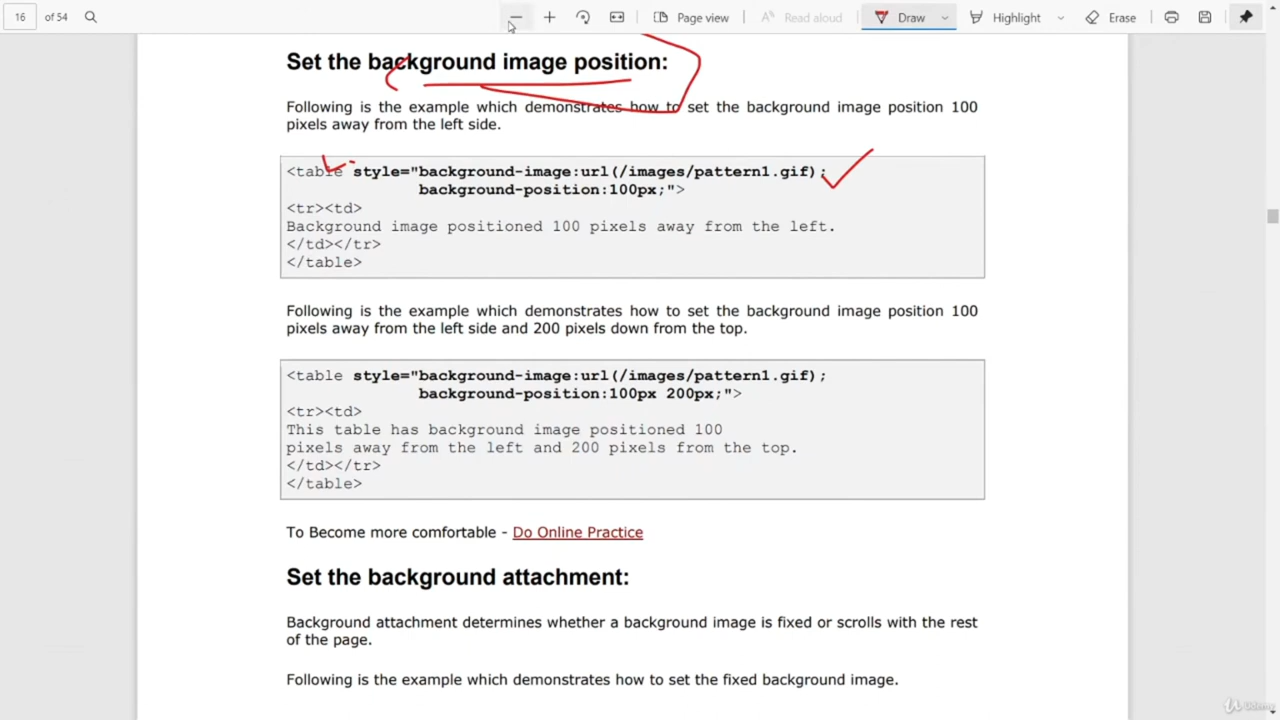 16 of 54 Page view Read aloud Draw Highlight Erase
Set the background image position:
Following is the example which demonstrates how to set the background image position 100
pixels away from the left side.
<table style="background-image:url(/images/pattern1.gif);
background-position:100px;">
<tr><td>
Background image positioned 100 pixels away from the left.
</td></tr>
</table>
Following is the example which demonstrates how to set the background image position 100
pixels away from the left side and 200 pixels down from the top.
<table style="background-image:url(/images/pattern1.gif);
background-position:100px 200px;">
<tr><td>
This table has background image positioned 100
pixels away from the left and 200 pixels from the top.
</td></tr>
</table>
To Become more comfortable - Do Online Practice
Set the background attachment:
Background attachment determines whether a background image is fixed or scrolls with the rest
of the page.
Following is the example which demonstrates how to set the fixed background image.
Udemy